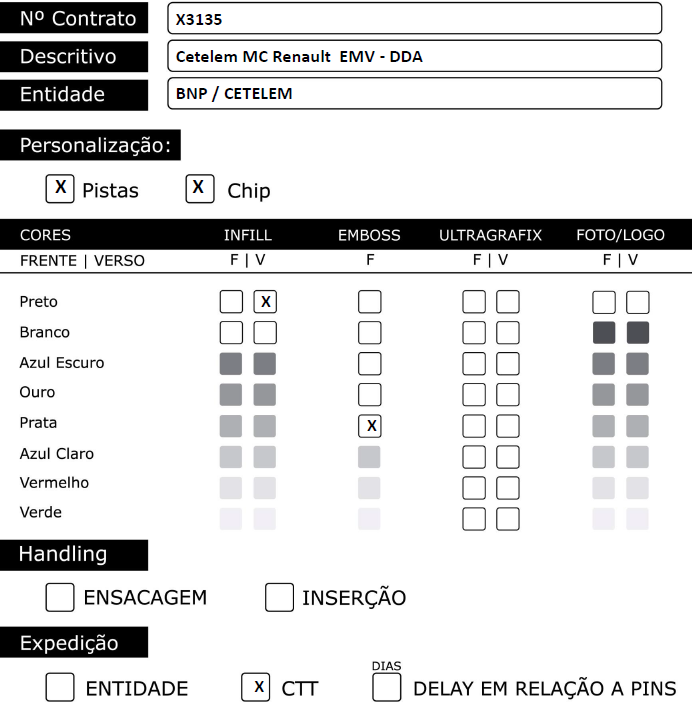 Nº Contrato X3135
Descritivo Cetelem MC Renault EMV - DDA
Entidade BNP / CETELEM
Personalização:
X Pistas X Chip
CORES INFILL EMBOSS ULTRAGRAFIX FOTO/LOGO
FRENTE | VERSO F | V F F | V F | V
Preto X
Branco
Azul Escuro
Ouro
Prata X
Azul Claro
Vermelho
Verde
Handling
ENSACAGEM INSERÇÃO
Expedição
DIAS
ENTIDADE X CTT DELAY EM RELAÇÃO A PINS